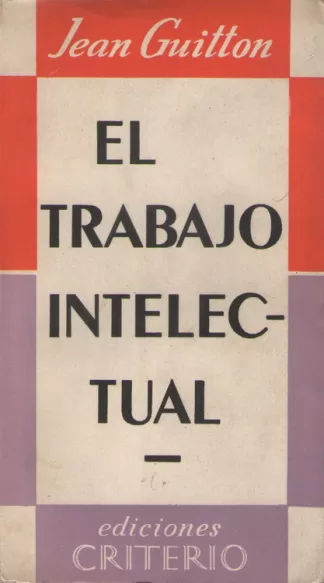 Jean Guitton
EL
TRABAJO
INTELEC-
TUAL
ediciones
CRITERIO